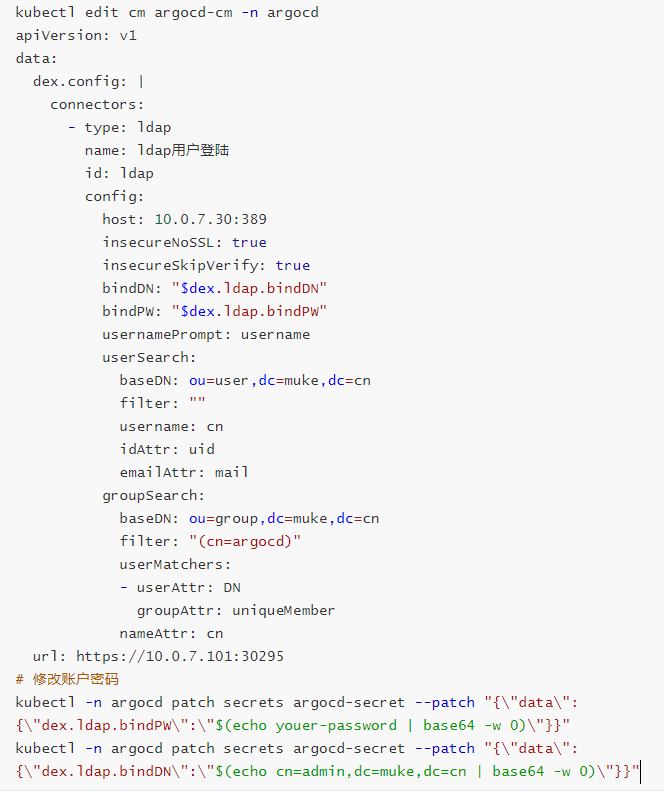 kubectl edit cm argocd-cm -n argocd
apiVersion: v1
data:
  dex.config: |
    connectors:
      - type: ldap
        name: ldap用户登陆
        id: ldap
        config:
          host: 10.0.7.30:389
          insecureNoSSL: true
          insecureSkipVerify: true
          bindDN: "$dex.ldap.bindDN"
          bindPW: "$dex.ldap.bindPW"
          usernamePrompt: username
          userSearch:
            baseDN: ou=user,dc=muke,dc=cn
            filter: ""
            username: cn
            idAttr: uid
            emailAttr: mail
          groupSearch:
            baseDN: ou=group,dc=muke,dc=cn
            filter: "(cn=argocd)"
            userMatchers:
            - userAttr: DN
              groupAttr: uniqueMember
            nameAttr: cn
  url: https://10.0.7.101:30295
# 修改账户密码
kubectl -n argocd patch secrets argocd-secret --patch "{\"data\":
{\"dex.ldap.bindPW\":\"$(echo youer-password | base64 -w 0)\"}}"
kubectl -n argocd patch secrets argocd-secret --patch "{\"data\":
{\"dex.ldap.bindDN\":\"$(echo cn=admin,dc=muke,dc=cn | base64 -w 0)\"}}"